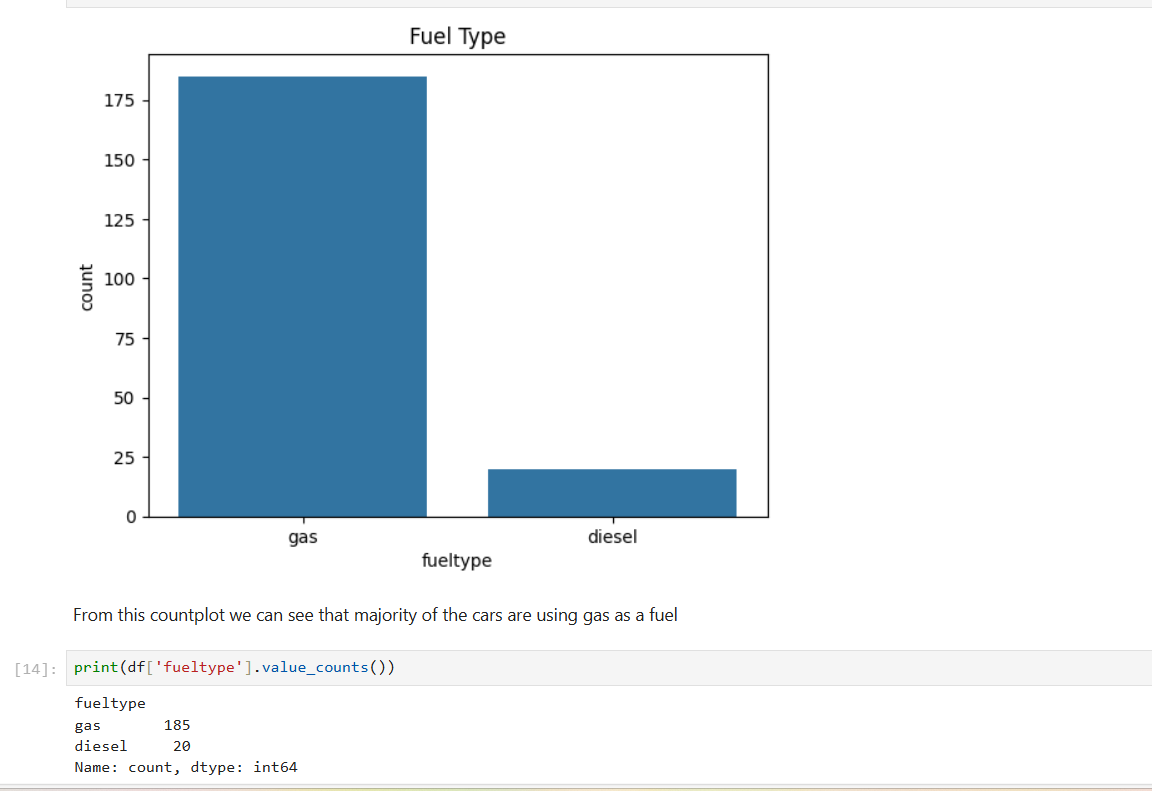 Fuel Type
175
150
125
100
75
50
25
0
count
gas diesel
fueltype
From this countplot we can see that majority of the cars are using gas as a fuel
[14]: print(df['fueltype'].value_counts())
fueltype
gas 185
diesel 20
Name: count, dtype: int64